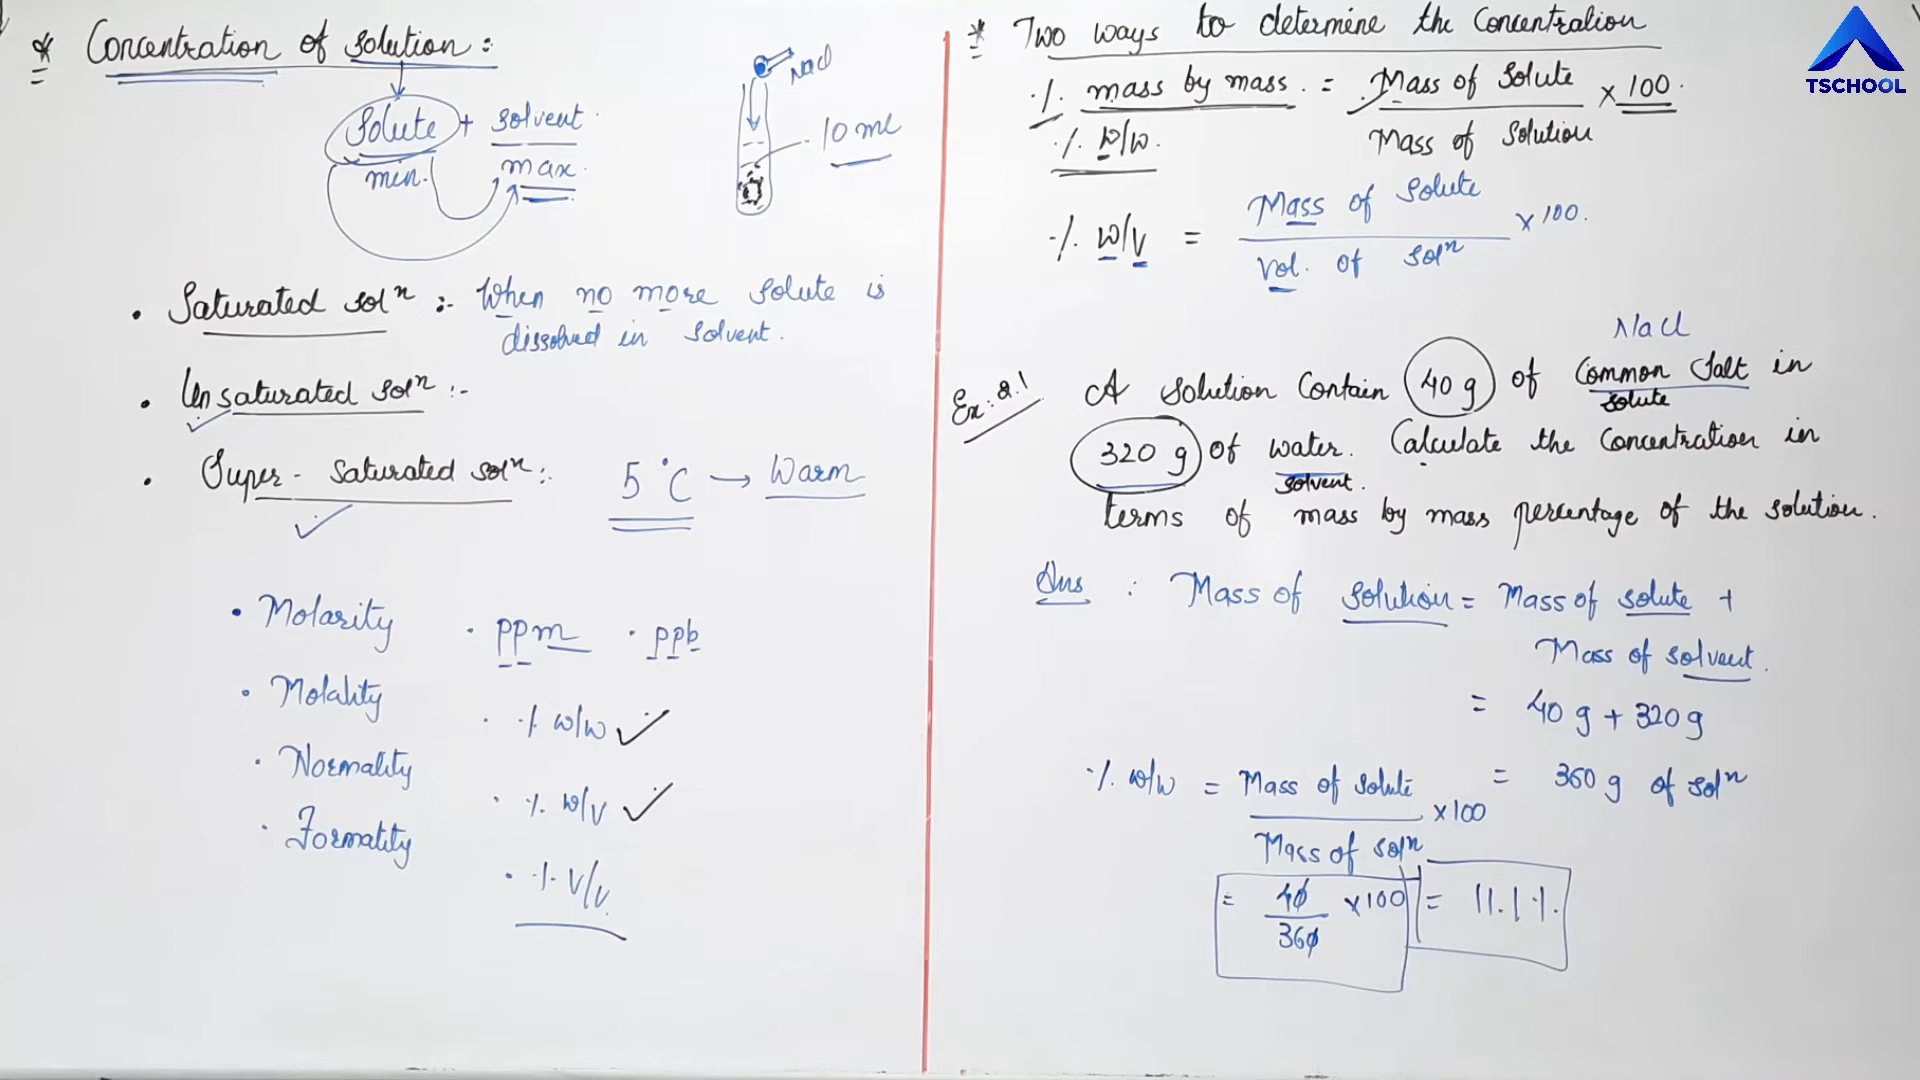 * Concentration of solution :
Solute + solvent
min. max.
NaCl
10 ml
• Saturated solⁿ :- When no more solute is
dissolved in solvent.
• Unsaturated solⁿ :-
• Super - saturated solⁿ :- 5°C → Warm
• Molarity • ppm • ppb
• Molality • % w/w ✓
• Normality • % w/v ✓
• Formality • % V/V
* Two ways to determine the Concentration
% mass by mass. = Mass of solute × 100.
Mass of solution
% w/w.
% w/v = Mass of solute × 100.
Vol. of solⁿ
NaCl
Ex: 2.1 A solution Contain 40 g of Common Salt in
solute
320 g of water. Calculate the Concentration in
solvent.
terms of mass by mass percentage of the solution.
Ans : Mass of solution = Mass of solute +
Mass of solvent.
= 40 g + 320 g
= 360 g of solⁿ
% w/w = Mass of solute × 100
Mass of solⁿ
= 40 × 100 = 11.1 %.
360
TSCHOOL